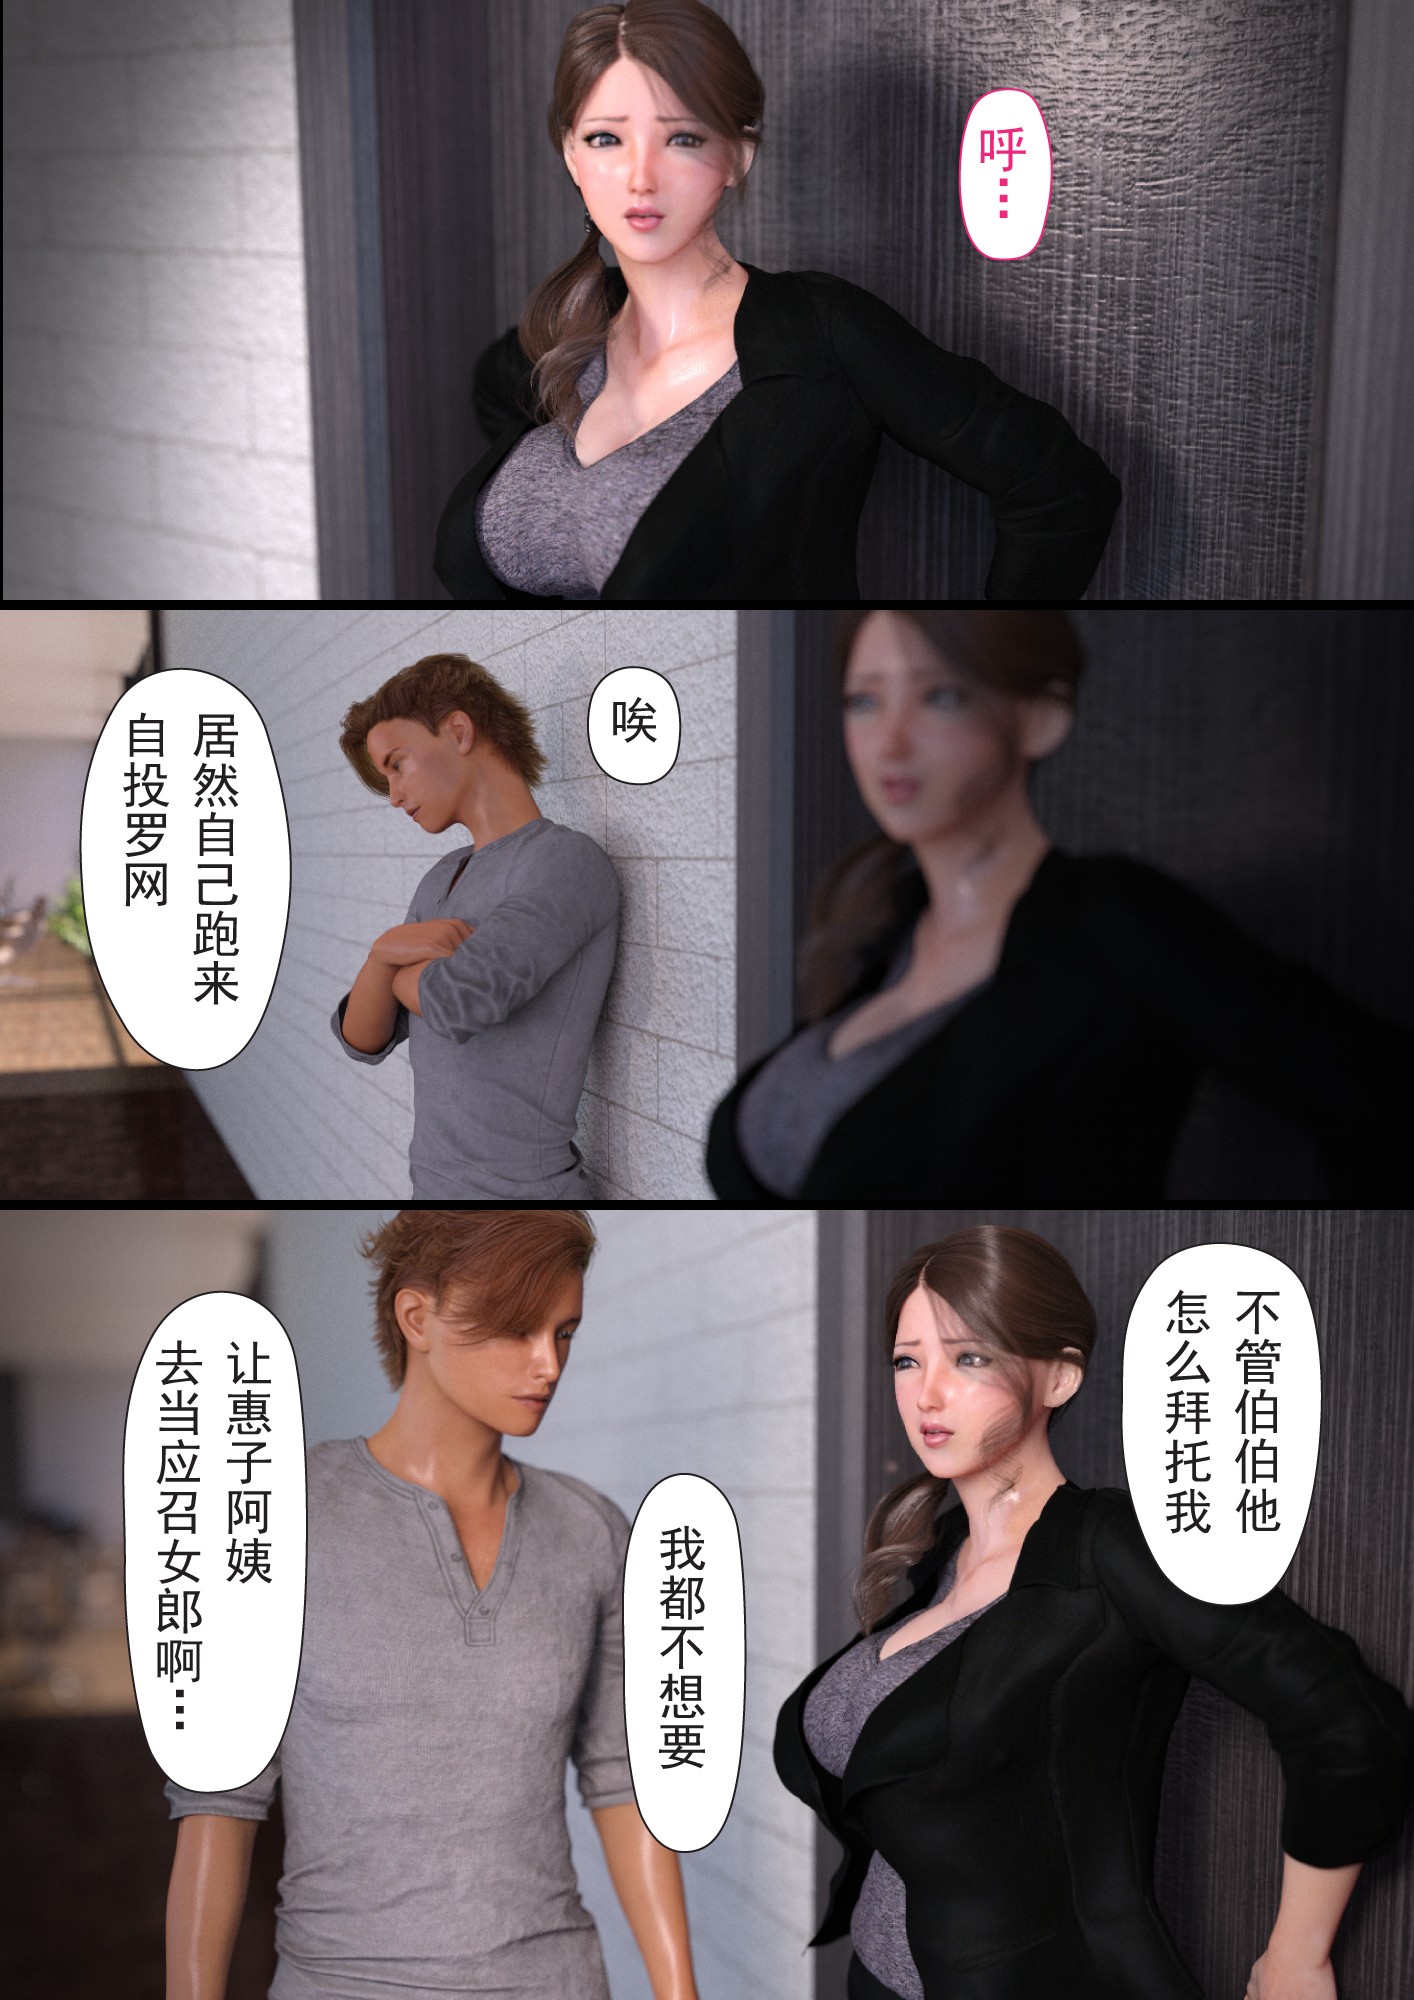 呼…
唉
居然自己跑来
自投罗网
不管伯伯他
怎么拜托我
我都不想要
让惠子阿姨
去当应召女郎啊…